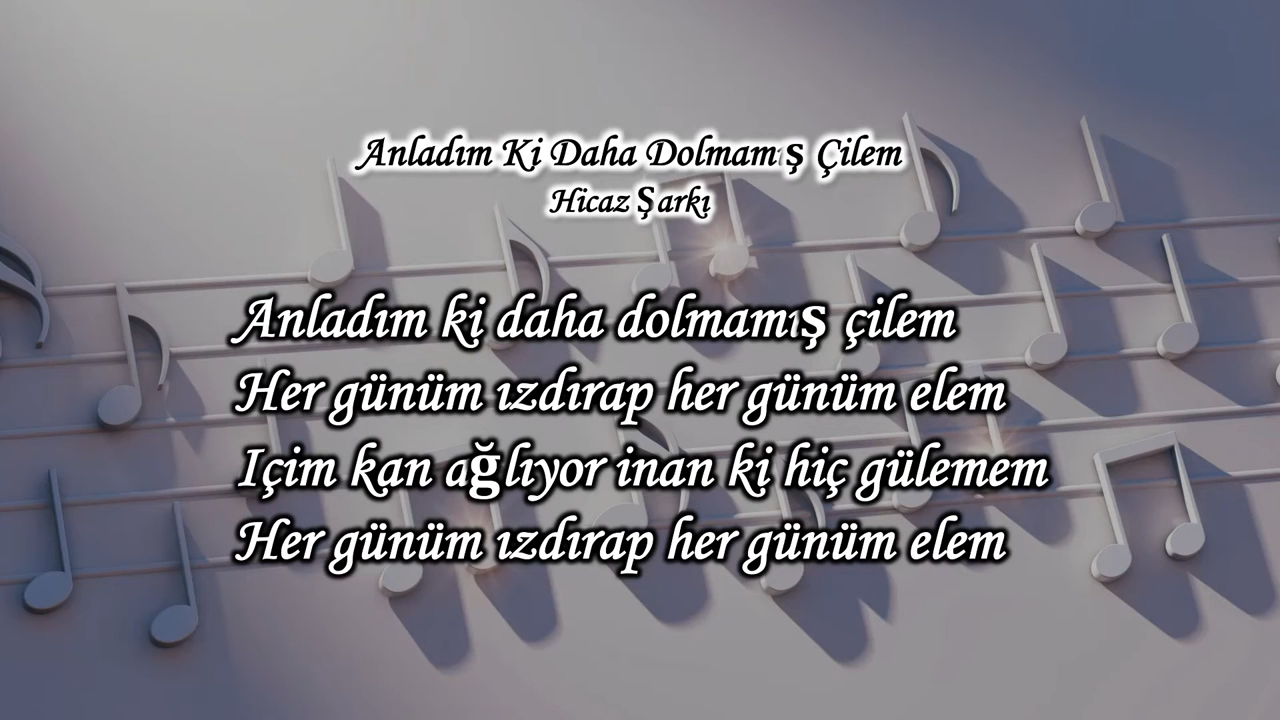 Anladım Ki Daha Dolmamış Çilem
Hicaz Şarkı
Anladım ki daha dolmamış çilem
Her günüm ızdırap her günüm elem
Içim kan ağlıyor inan ki hiç gülemem
Her günüm ızdırap her günüm elem